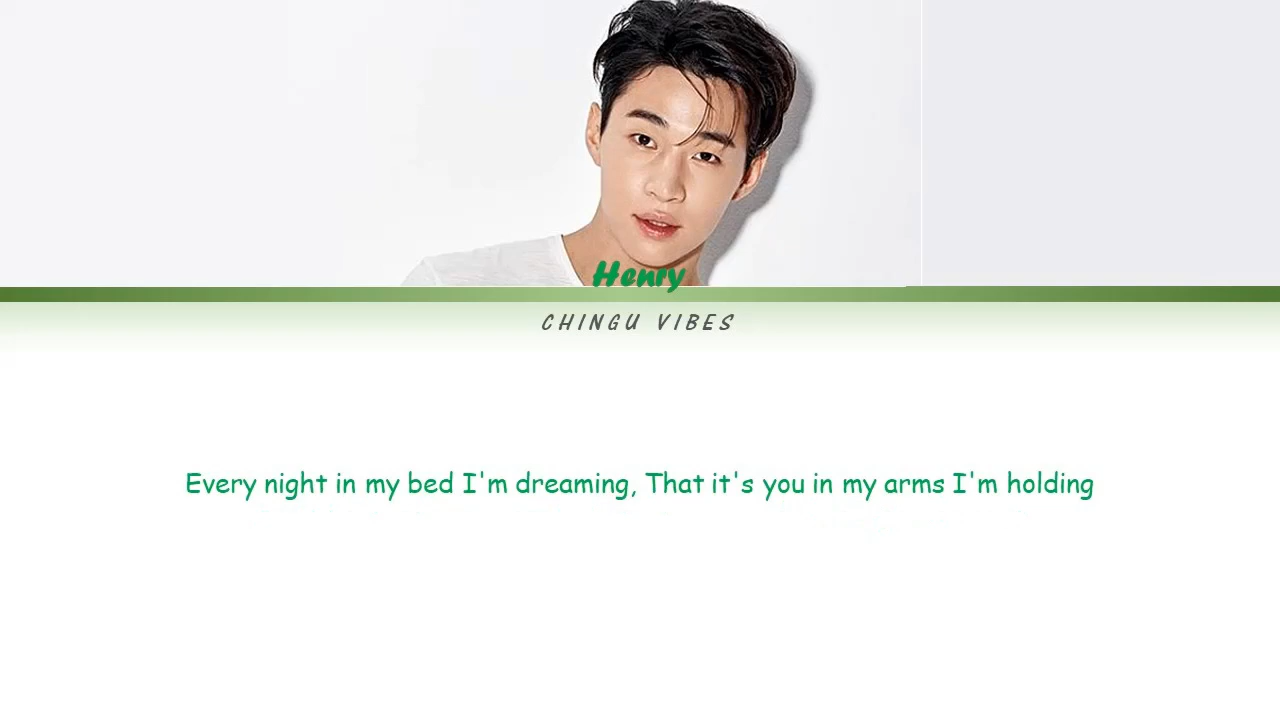 Henry
CHINGU VIBES
Every night in my bed I'm dreaming, That it's you in my arms I'm holding